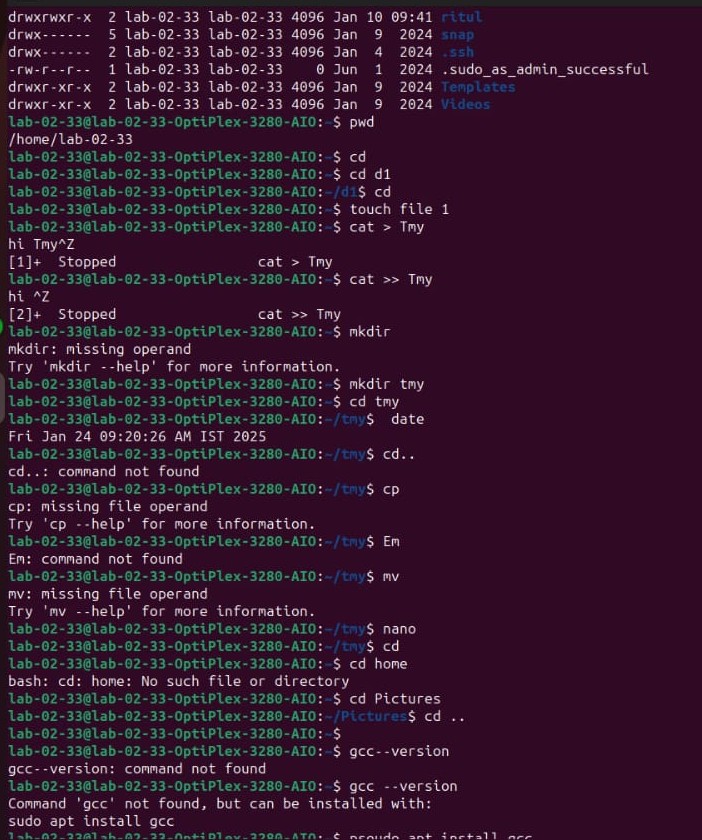 drwxrwxr-x  2 lab-02-33 lab-02-33 4096 Jan 10 09:41 ritul
drwx------  5 lab-02-33 lab-02-33 4096 Jan  9  2024 snap
drwx------  2 lab-02-33 lab-02-33 4096 Jan  4  2024 .ssh
-rw-r--r--  1 lab-02-33 lab-02-33    0 Jun  1  2024 .sudo_as_admin_successful
drwxr-xr-x  2 lab-02-33 lab-02-33 4096 Jan  9  2024 Templates
drwxr-xr-x  2 lab-02-33 lab-02-33 4096 Jan  9  2024 Videos
lab-02-33@lab-02-33-OptiPlex-3280-AIO:~$ pwd
/home/lab-02-33
lab-02-33@lab-02-33-OptiPlex-3280-AIO:~$ cd
lab-02-33@lab-02-33-OptiPlex-3280-AIO:~$ cd d1
lab-02-33@lab-02-33-OptiPlex-3280-AIO:~/d1$ cd
lab-02-33@lab-02-33-OptiPlex-3280-AIO:~$ touch file 1
lab-02-33@lab-02-33-OptiPlex-3280-AIO:~$ cat > Tmy
hi Tmy^Z
[1]+  Stopped                 cat > Tmy
lab-02-33@lab-02-33-OptiPlex-3280-AIO:~$ cat >> Tmy
hi ^Z
[2]+  Stopped                 cat >> Tmy
lab-02-33@lab-02-33-OptiPlex-3280-AIO:~$ mkdir
mkdir: missing operand
Try 'mkdir --help' for more information.
lab-02-33@lab-02-33-OptiPlex-3280-AIO:~$ mkdir tmy
lab-02-33@lab-02-33-OptiPlex-3280-AIO:~$ cd tmy
lab-02-33@lab-02-33-OptiPlex-3280-AIO:~/tmy$  date
Fri Jan 24 09:20:26 AM IST 2025
lab-02-33@lab-02-33-OptiPlex-3280-AIO:~/tmy$ cd..
cd..: command not found
lab-02-33@lab-02-33-OptiPlex-3280-AIO:~/tmy$ cp
cp: missing file operand
Try 'cp --help' for more information.
lab-02-33@lab-02-33-OptiPlex-3280-AIO:~/tmy$ Em
Em: command not found
lab-02-33@lab-02-33-OptiPlex-3280-AIO:~/tmy$ mv
mv: missing file operand
Try 'mv --help' for more information.
lab-02-33@lab-02-33-OptiPlex-3280-AIO:~/tmy$ nano
lab-02-33@lab-02-33-OptiPlex-3280-AIO:~/tmy$ cd
lab-02-33@lab-02-33-OptiPlex-3280-AIO:~$ cd home
bash: cd: home: No such file or directory
lab-02-33@lab-02-33-OptiPlex-3280-AIO:~$ cd Pictures
lab-02-33@lab-02-33-OptiPlex-3280-AIO:~/Pictures$ cd ..
lab-02-33@lab-02-33-OptiPlex-3280-AIO:~$
lab-02-33@lab-02-33-OptiPlex-3280-AIO:~$ gcc--version
gcc--version: command not found
lab-02-33@lab-02-33-OptiPlex-3280-AIO:~$ gcc --version
Command 'gcc' not found, but can be installed with:
sudo apt install gcc
lab-02-33@lab-02-33-OptiPlex-3280-AIO:~$ pseudo apt install gcc